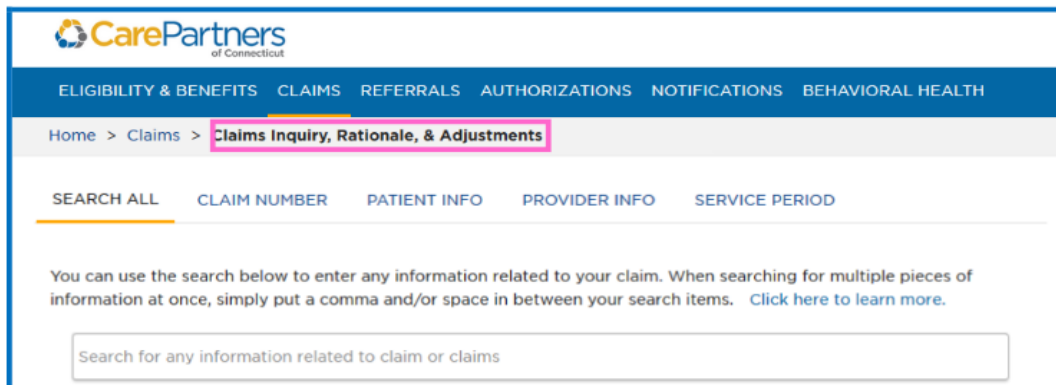 CarePartners
of Connecticut
ELIGIBILITY & BENEFITS CLAIMS REFERRALS AUTHORIZATIONS NOTIFICATIONS BEHAVIORAL HEALTH
Home > Claims > Claims Inquiry, Rationale, & Adjustments
SEARCH ALL CLAIM NUMBER PATIENT INFO PROVIDER INFO SERVICE PERIOD
You can use the search below to enter any information related to your claim. When searching for multiple pieces of
information at once, simply put a comma and/or space in between your search items. Click here to learn more.
Search for any information related to claim or claims